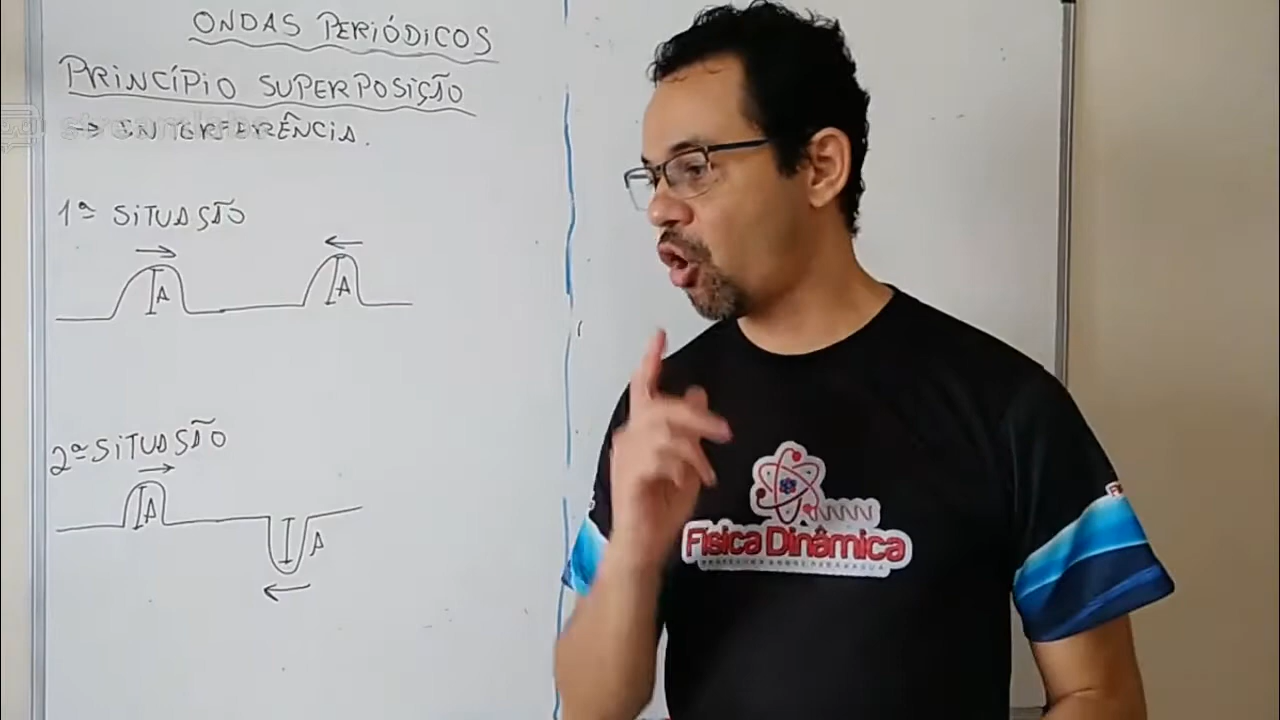 ONDAS PERIÓDICOS
PRINCÍPIO SUPERPOSIÇÃO
→ INTERFERÊNCIA.
1ª SITUAÇÃO
A
A
2ª SITUAÇÃO
A
A
Física Dinâmica